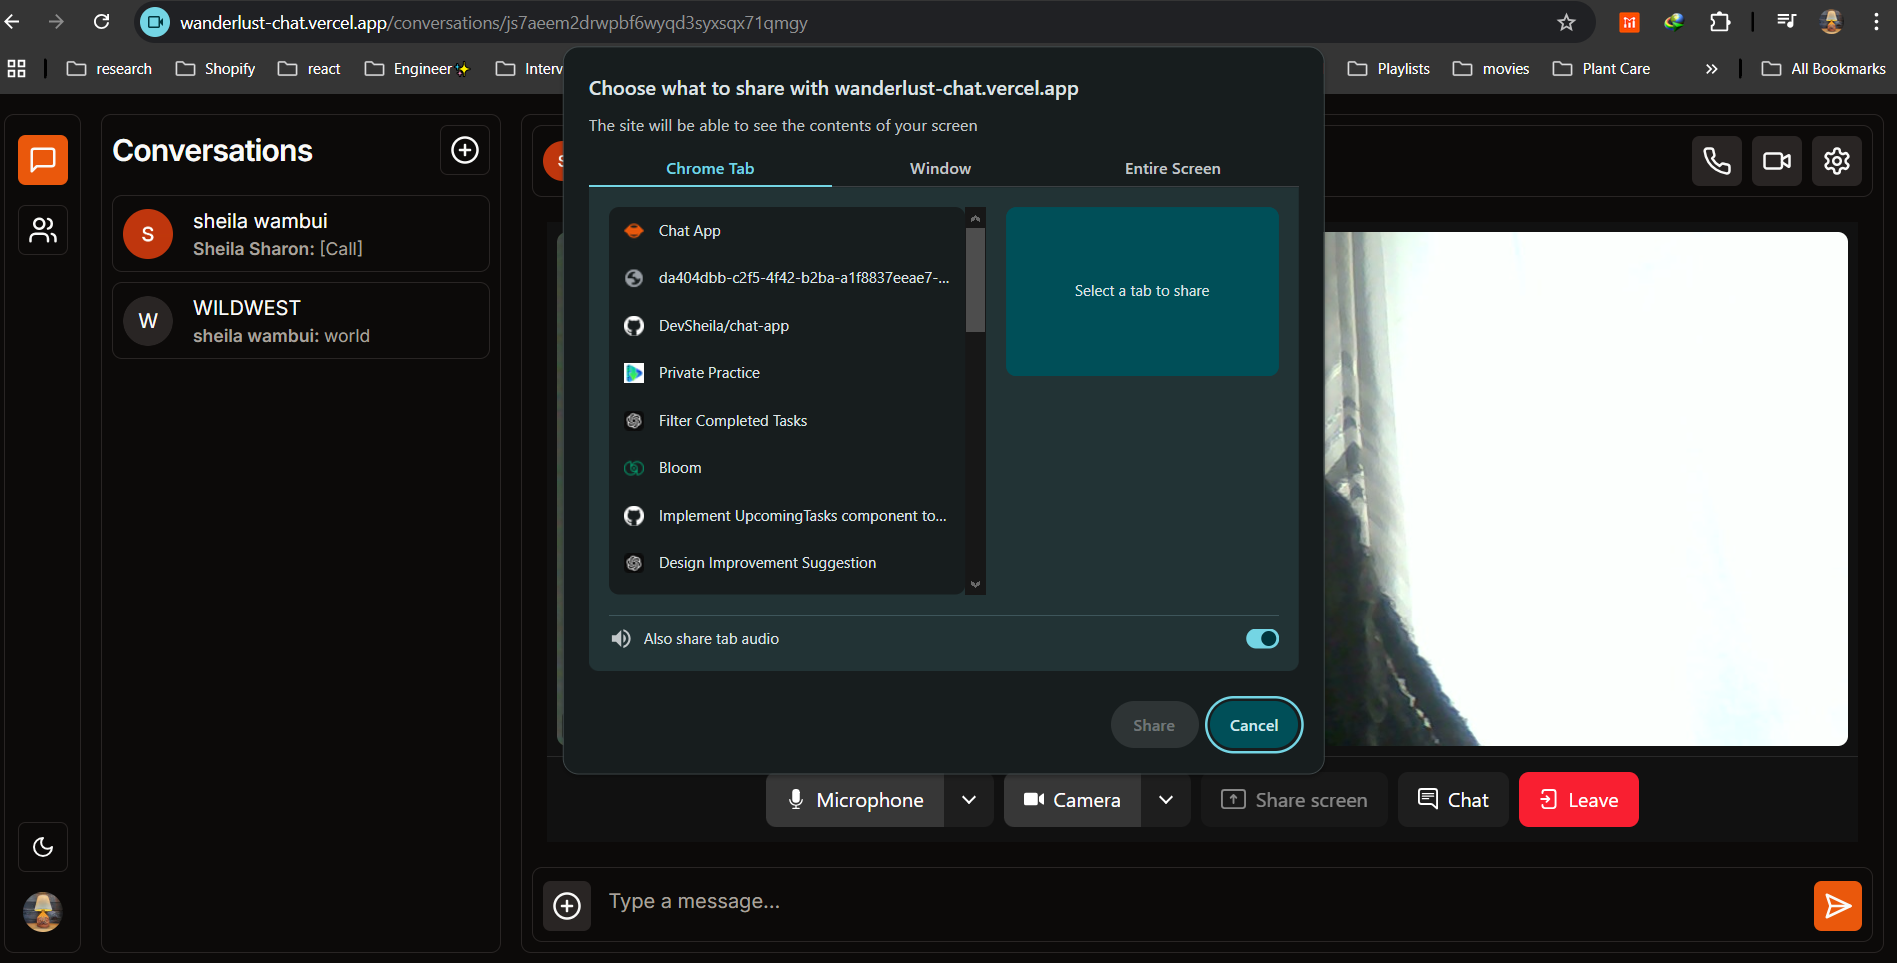 wanderlust-chat.vercel.app/conversations/js7aeem2drwpbf6wyqd3syxsqx71qmgy
research Shopify react Engineer✨ Interv Playlists movies Plant Care » All Bookmarks
Choose what to share with wanderlust-chat.vercel.app
The site will be able to see the contents of your screen
Chrome Tab Window Entire Screen
Conversations
S
sheila wambui
Sheila Sharon: [Call]
W
WILDWEST
sheila wambui: world
S
Chat App
da404dbb-c2f5-4f42-b2ba-a1f8837eeae7-...
DevSheila/chat-app
Private Practice
Filter Completed Tasks
Bloom
Implement UpcomingTasks component to...
Design Improvement Suggestion
Select a tab to share
Also share tab audio
Share Cancel
Microphone Camera Share screen Chat Leave
Type a message...